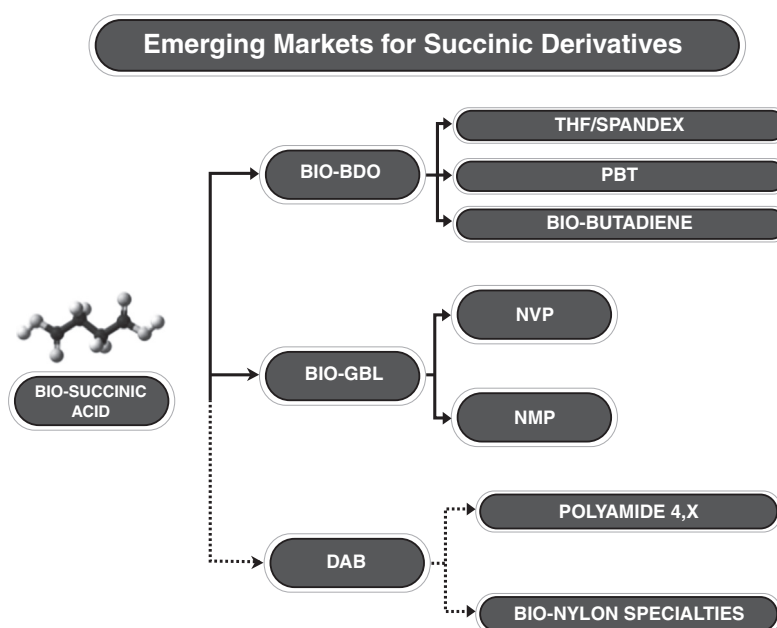 Emerging Markets for Succinic Derivatives
THF/SPANDEX
BIO-BDO
PBT
BIO-BUTADIENE
NVP
BIO-GBL
BIO-SUCCINIC
ACID
NMP
POLYAMIDE 4,X
DAB
BIO-NYLON SPECIALTIES